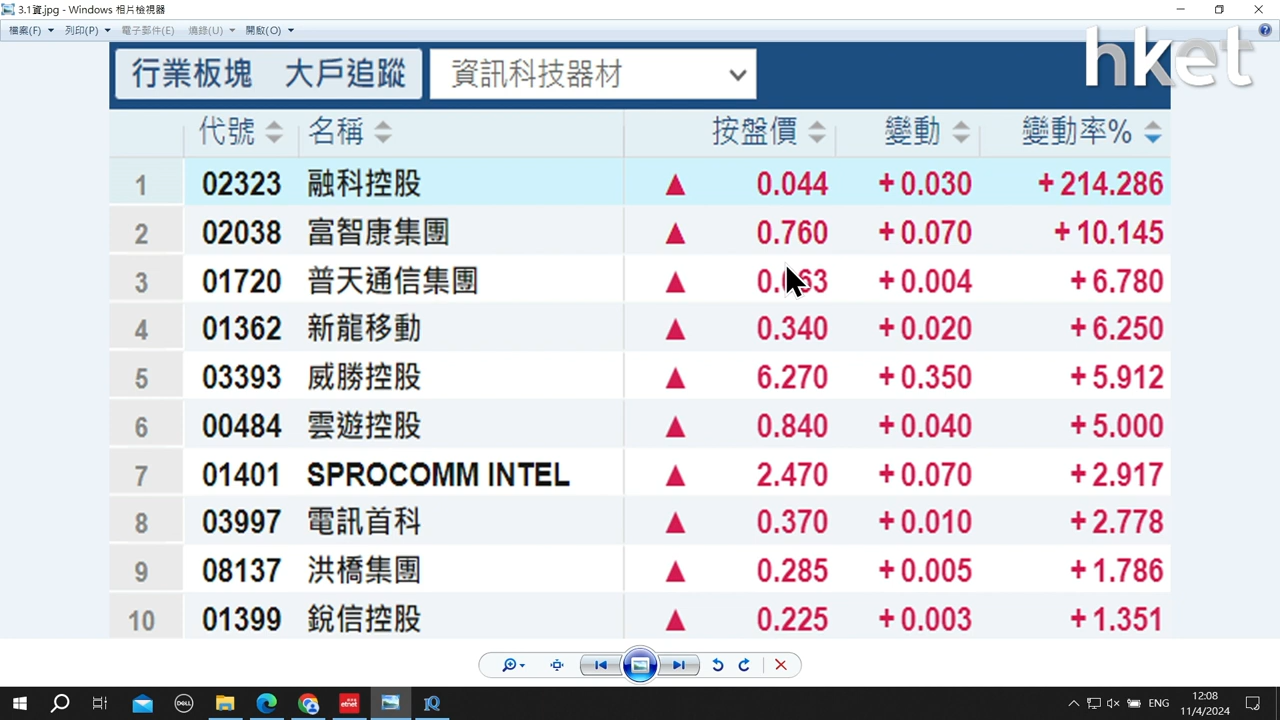 3.1資.jpg - Windows 相片檢視器
檔案(F) 列印(P) 電子郵件(E) 燒錄(U) 開啟(O)
hket
行業板塊 大戶追蹤 資訊科技器材
代號 名稱 按盤價 變動 變動率%
1 02323 融科控股 ▲ 0.044 +0.030 +214.286
2 02038 富智康集團 ▲ 0.760 +0.070 +10.145
3 01720 普天通信集團 ▲ +0.004 +6.780
4 01362 新龍移動 ▲ 0.340 +0.020 +6.250
5 03393 威勝控股 ▲ 6.270 +0.350 +5.912
6 00484 雲遊控股 ▲ 0.840 +0.040 +5.000
7 01401 SPROCOMM INTEL ▲ 2.470 +0.070 +2.917
8 03997 電訊首科 ▲ 0.370 +0.010 +2.778
9 08137 洪橋集團 ▲ 0.285 +0.005 +1.786
10 01399 銳信控股 ▲ 0.225 +0.003 +1.351
DELL etnet IQ ENG 12:08
11/4/2024